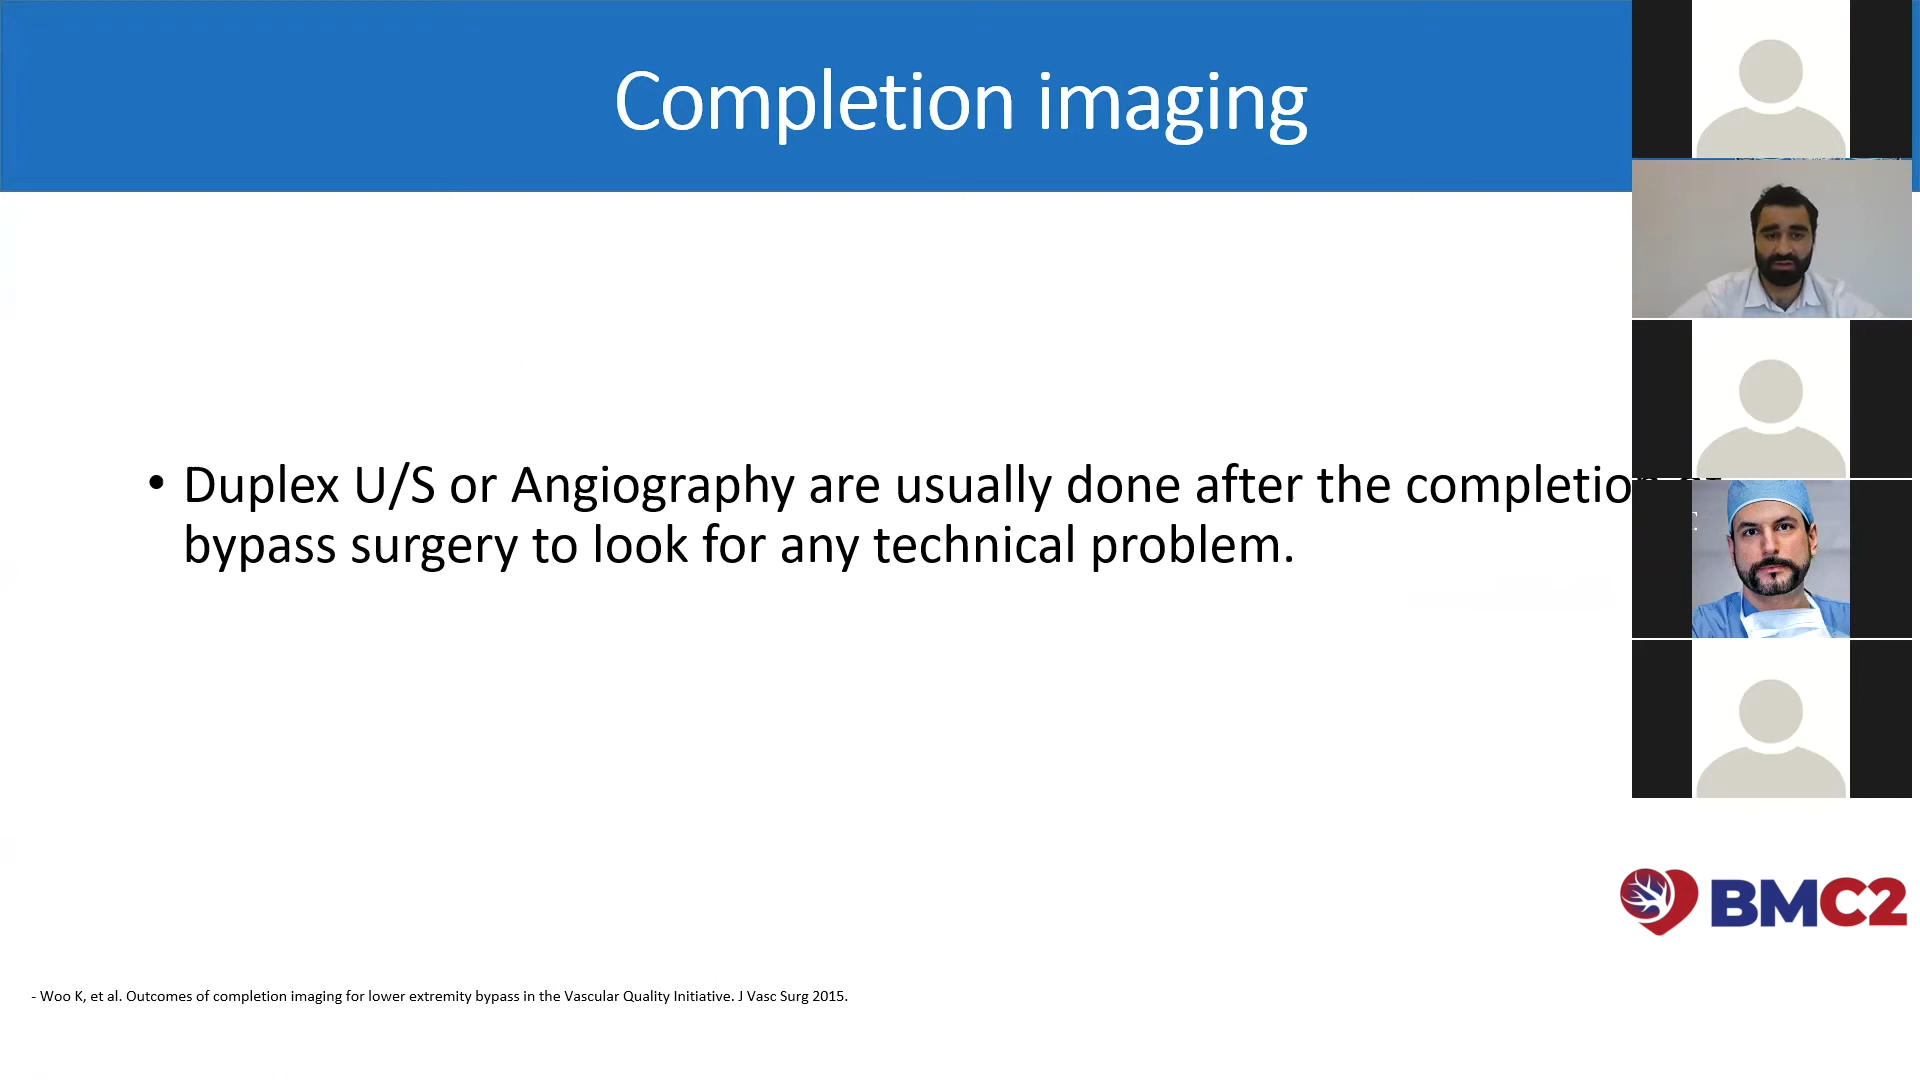 Completion imaging
• Duplex U/S or Angiography are usually done after the completion of
bypass surgery to look for any technical problem.
BMC2
- Woo K, et al. Outcomes of completion imaging for lower extremity bypass in the Vascular Quality Initiative. J Vasc Surg 2015.